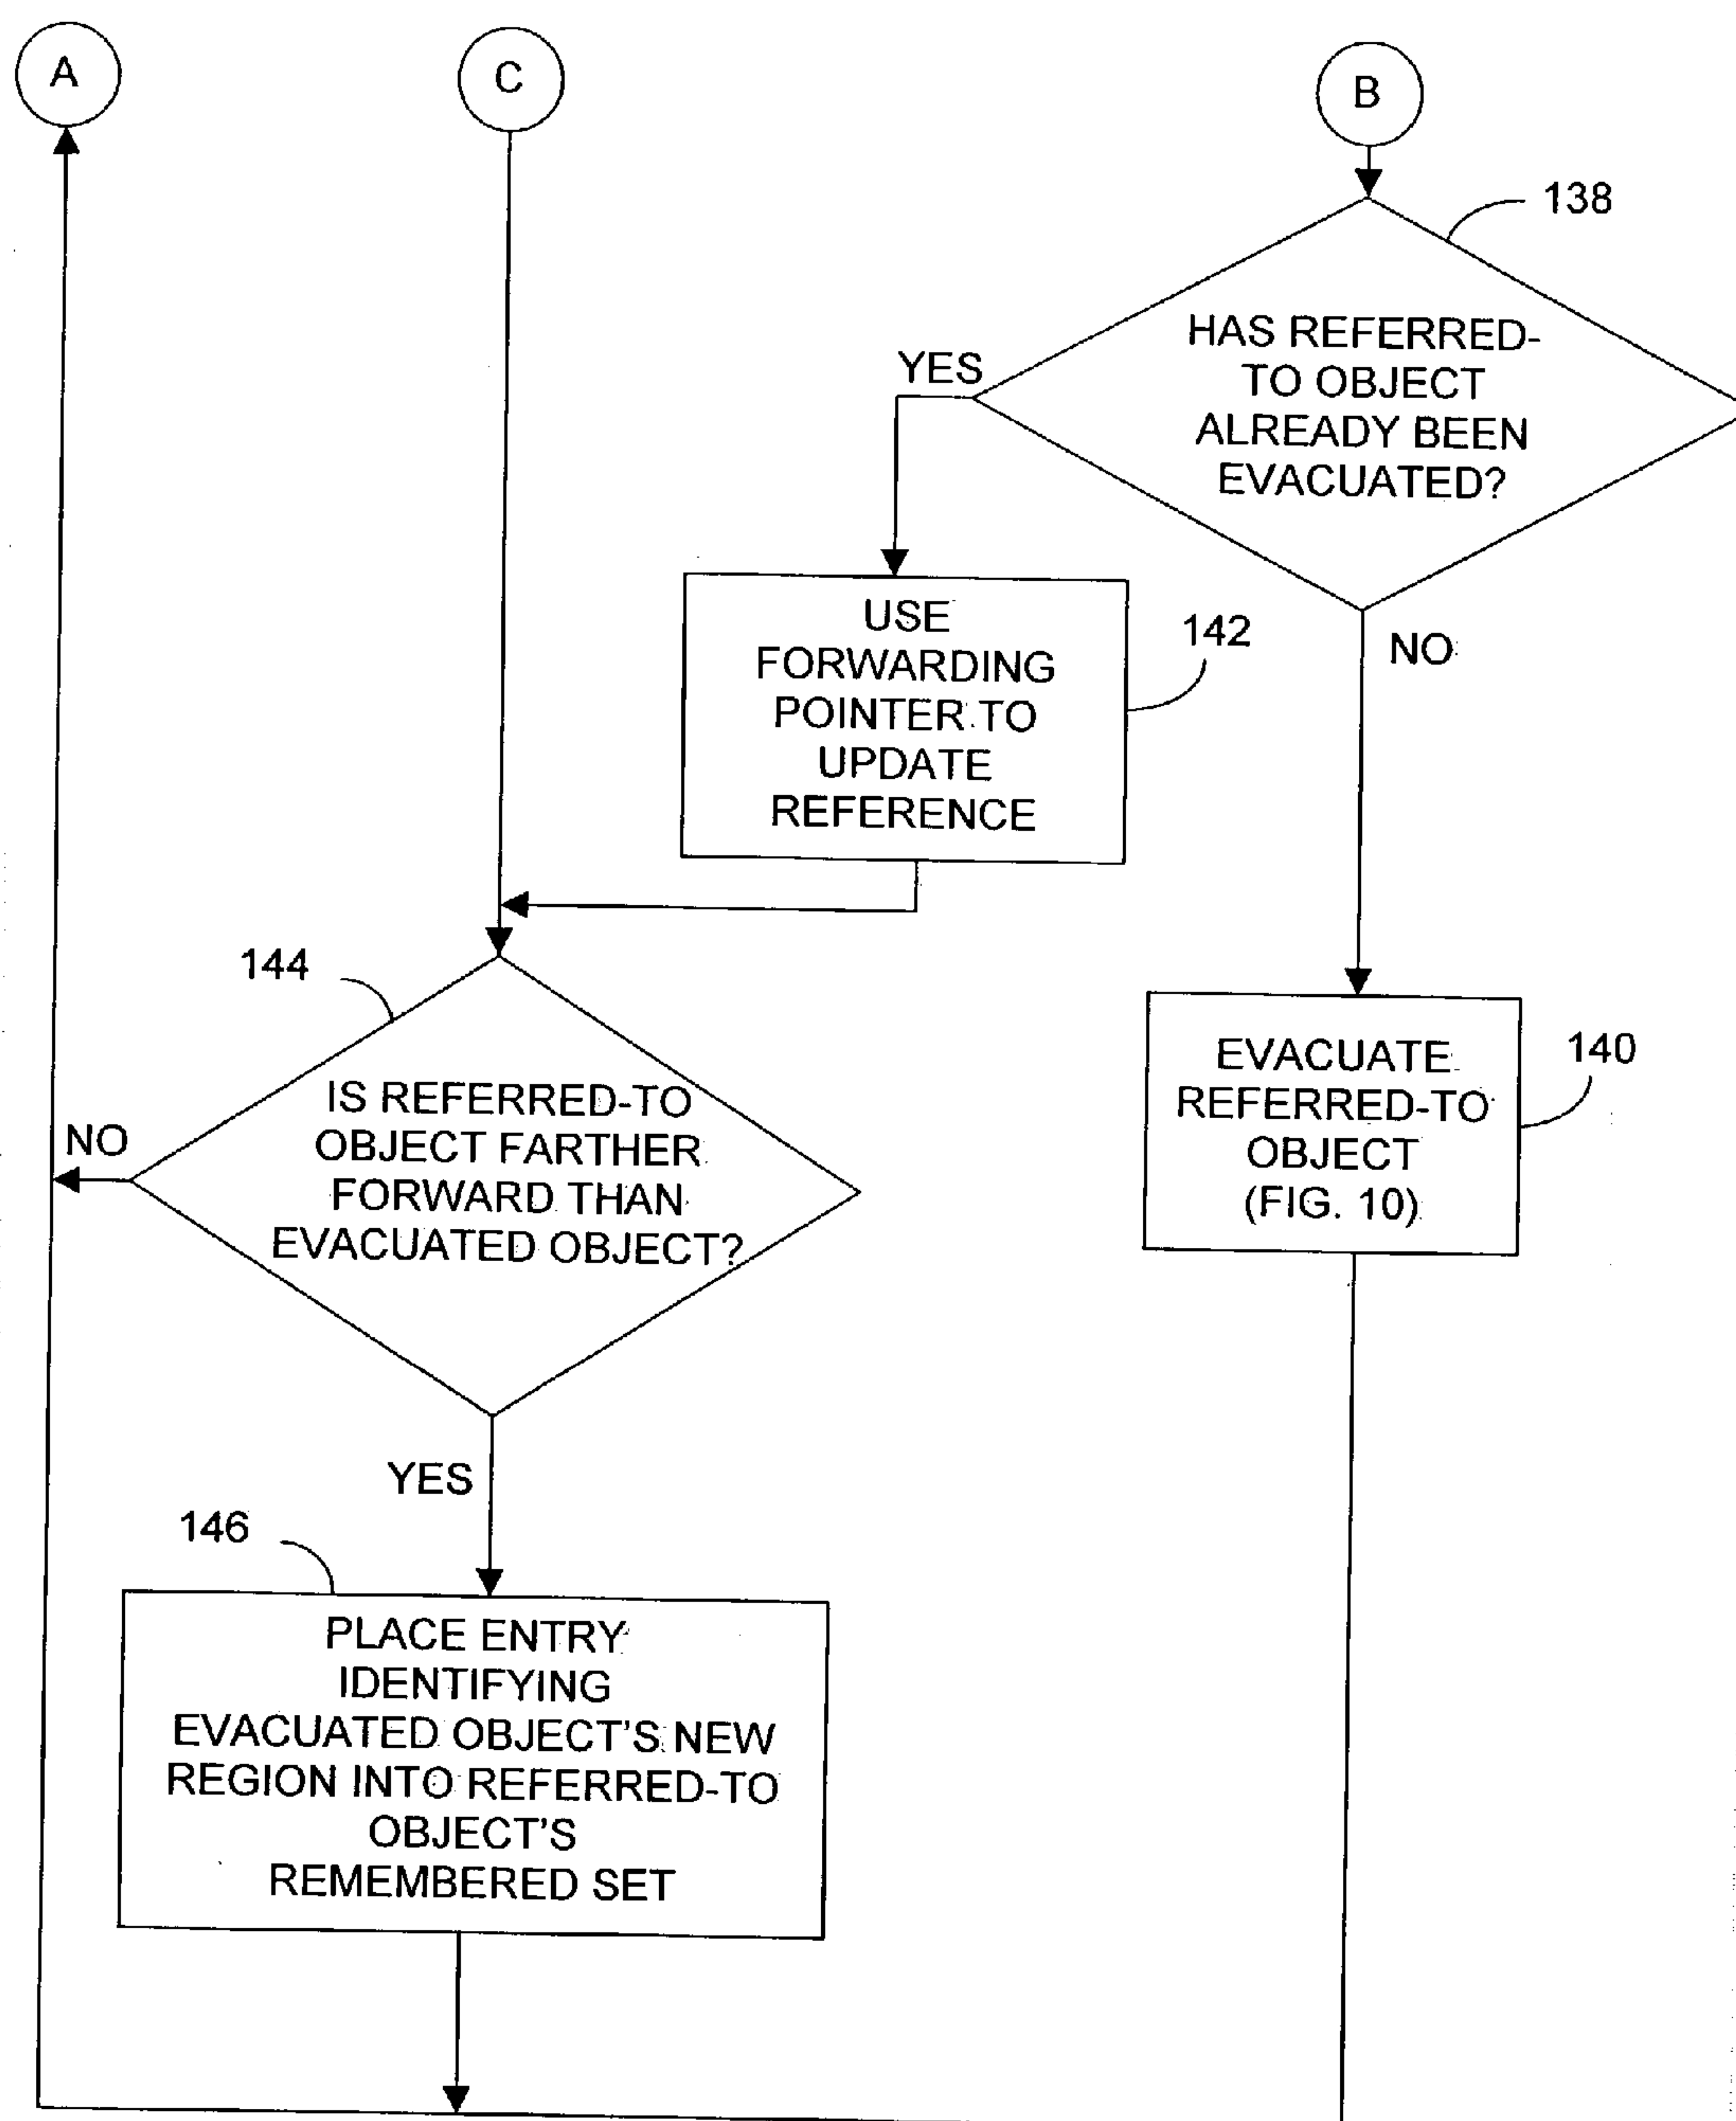 A
C
B
138
HAS REFERRED-
TO OBJECT
ALREADY BEEN
EVACUATED?
YES
NO
USE
FORWARDING
POINTER TO
UPDATE
REFERENCE
142
144
IS REFERRED-TO
OBJECT FARTHER
FORWARD THAN
EVACUATED OBJECT?
NO
YES
EVACUATE
REFERRED-TO
OBJECT
(FIG. 10)
140
146
PLACE ENTRY
IDENTIFYING
EVACUATED OBJECT'S NEW
REGION INTO REFERRED-TO
OBJECT'S
REMEMBERED SET